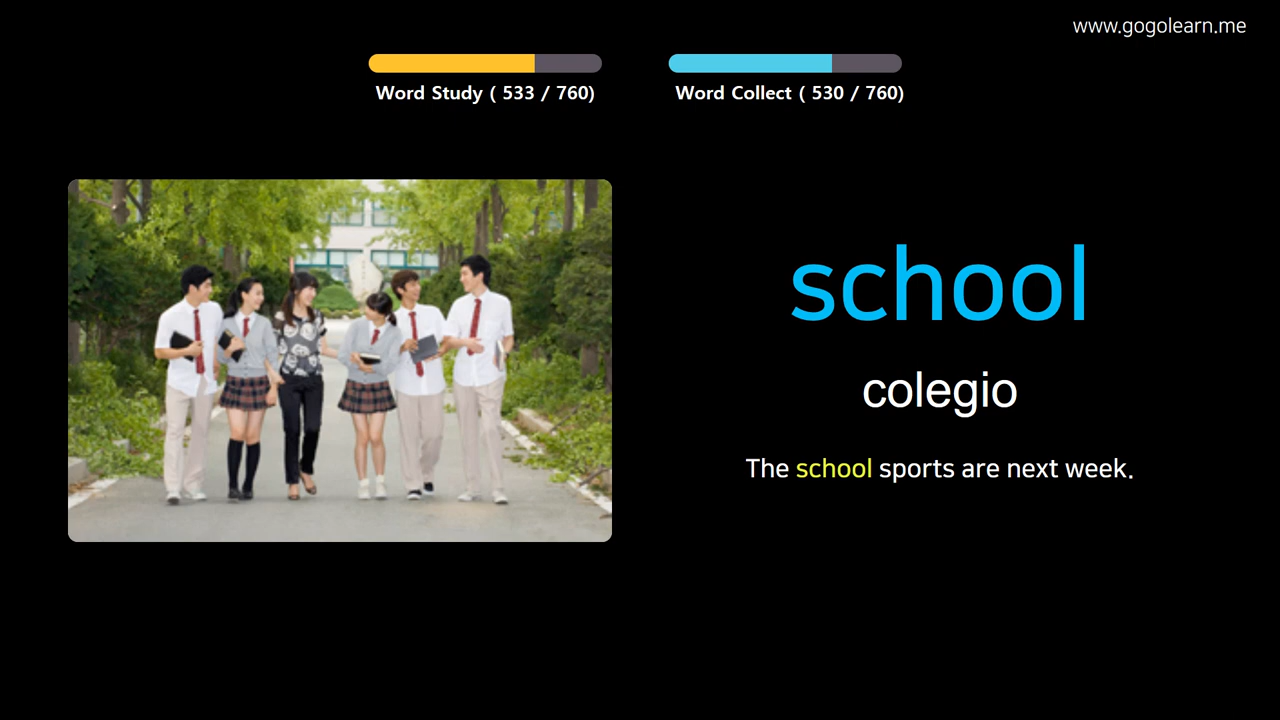 www.gogolearn.me
Word Study ( 533 / 760)
Word Collect ( 530 / 760)
school
colegio
The school sports are next week.